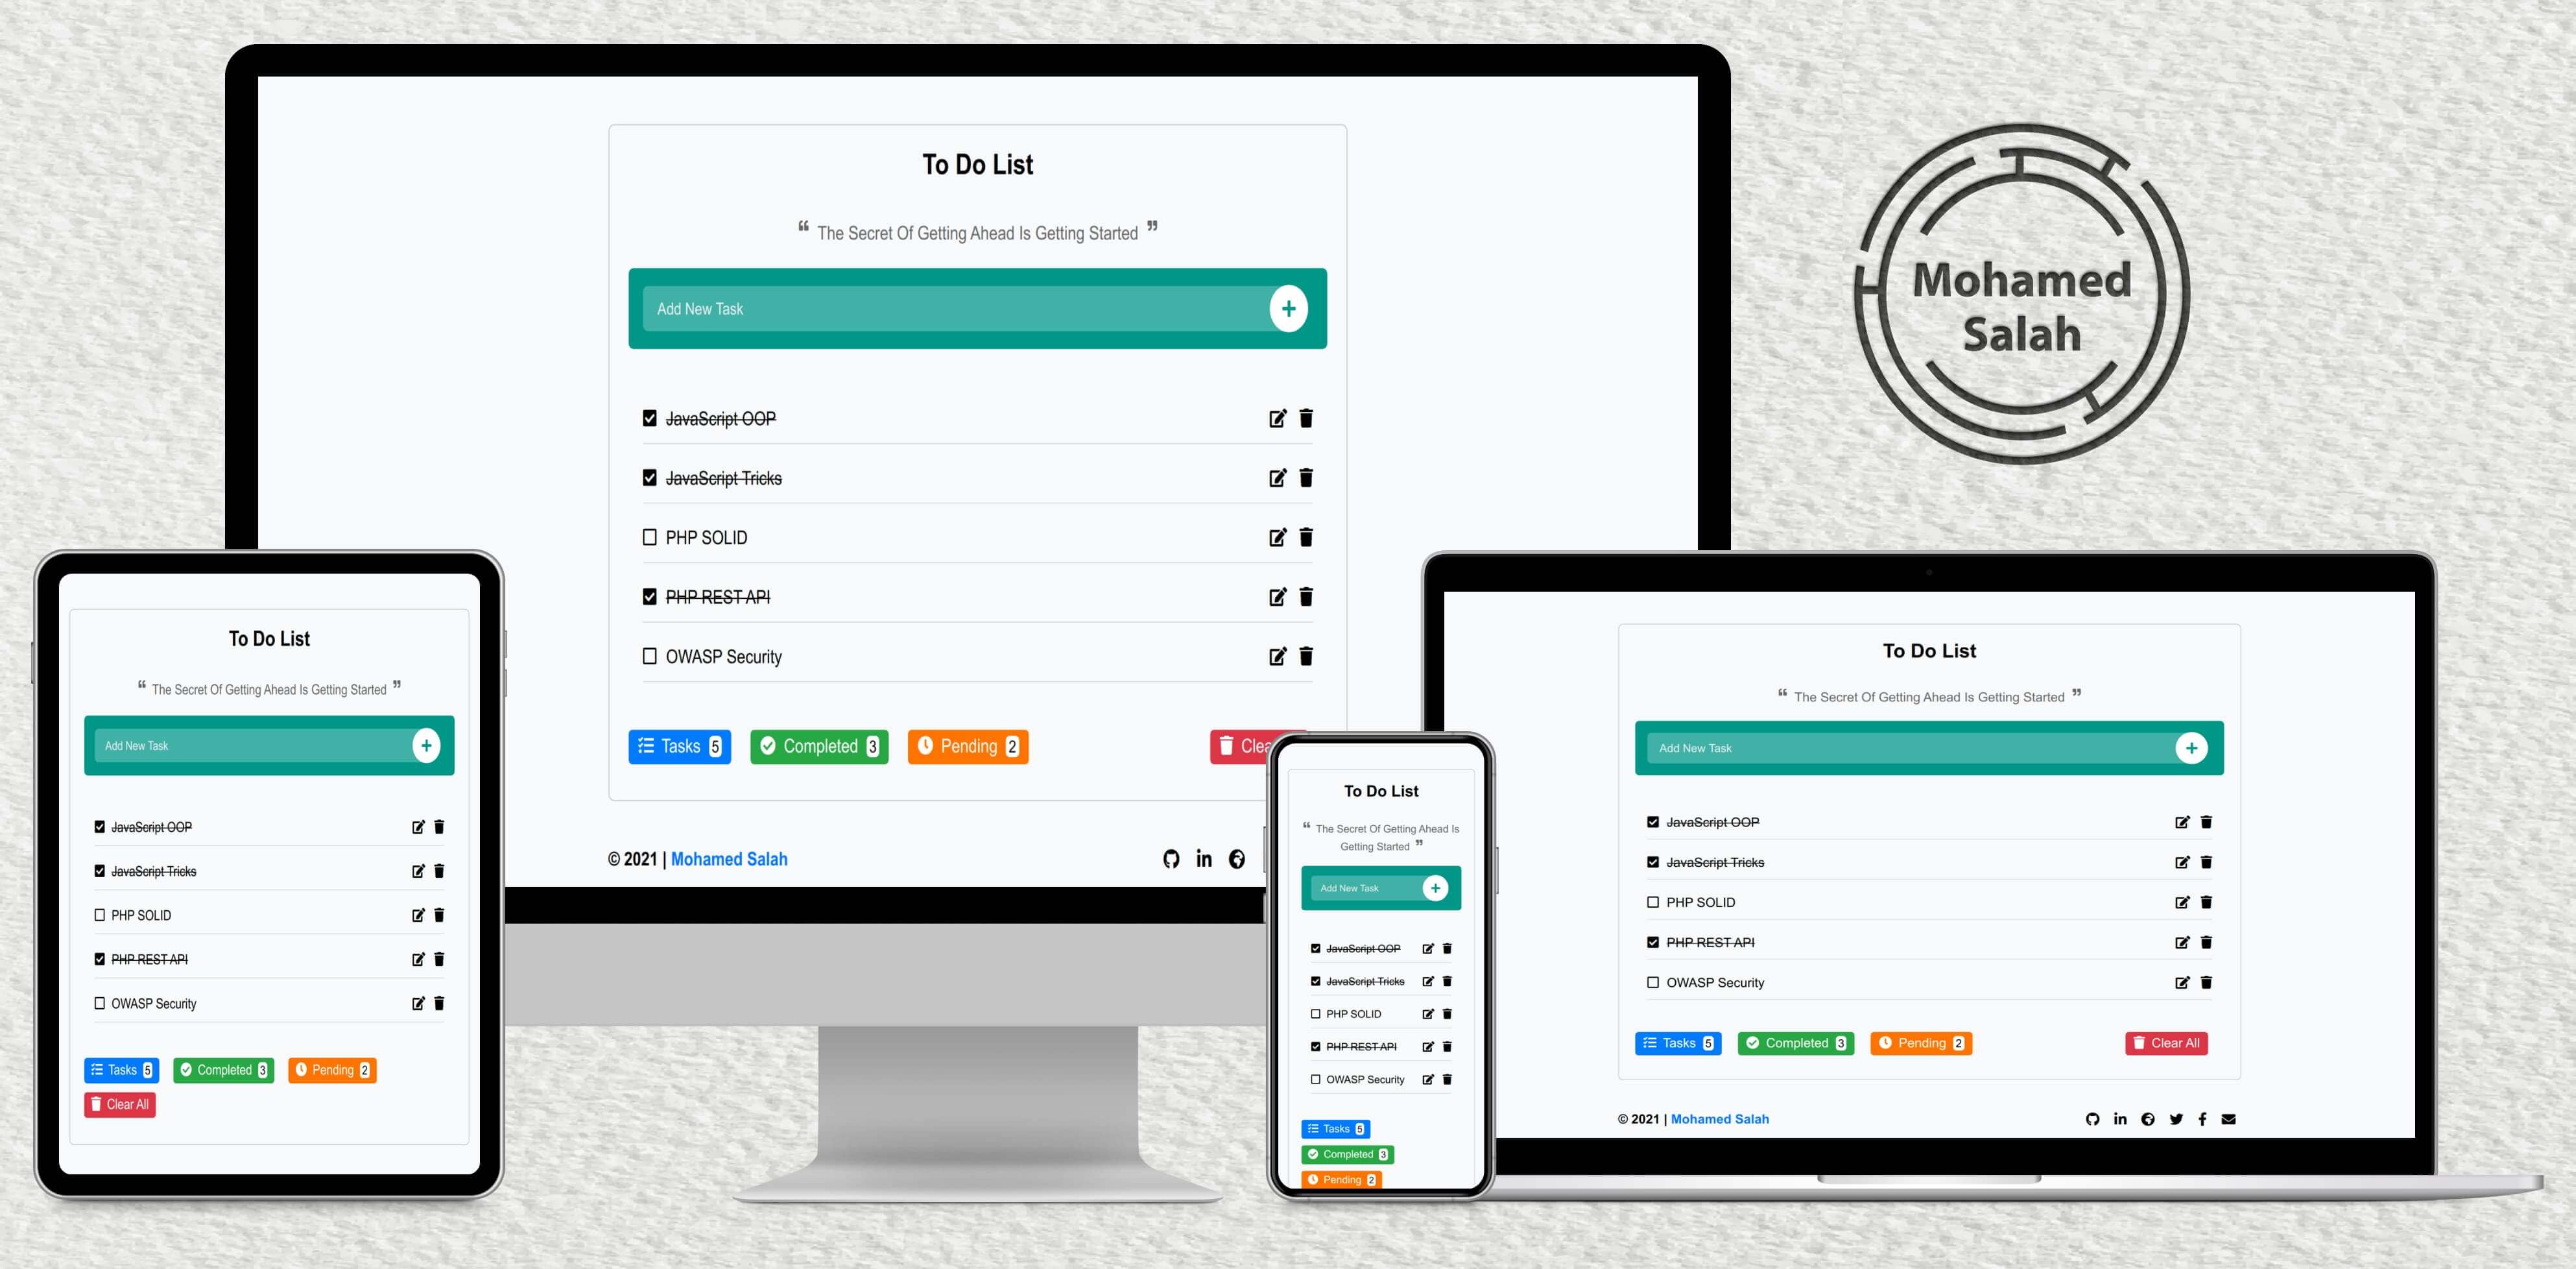 To Do List
“ The Secret Of Getting Ahead Is Getting Started ”
Add New Task
JavaScript OOP
JavaScript Tricks
PHP SOLID
PHP REST API
OWASP Security
Tasks 5 Completed 3 Pending 2
© 2021 | Mohamed Salah
Mohamed
Salah
To Do List
“ The Secret Of Getting Ahead Is Getting Started ”
Add New Task
JavaScript OOP
JavaScript Tricks
PHP SOLID
PHP REST API
OWASP Security
Tasks 5 Completed 3 Pending 2
Clear All
To Do List
“ The Secret Of Getting Ahead Is
Getting Started ”
Add New Task
JavaScript OOP
JavaScript Tricks
PHP SOLID
PHP REST API
OWASP Security
Tasks 5
Completed 3
Pending 2
To Do List
“ The Secret Of Getting Ahead Is Getting Started ”
Add New Task
JavaScript OOP
JavaScript Tricks
PHP SOLID
PHP REST API
OWASP Security
Tasks 5 Completed 3 Pending 2 Clear All
© 2021 | Mohamed Salah